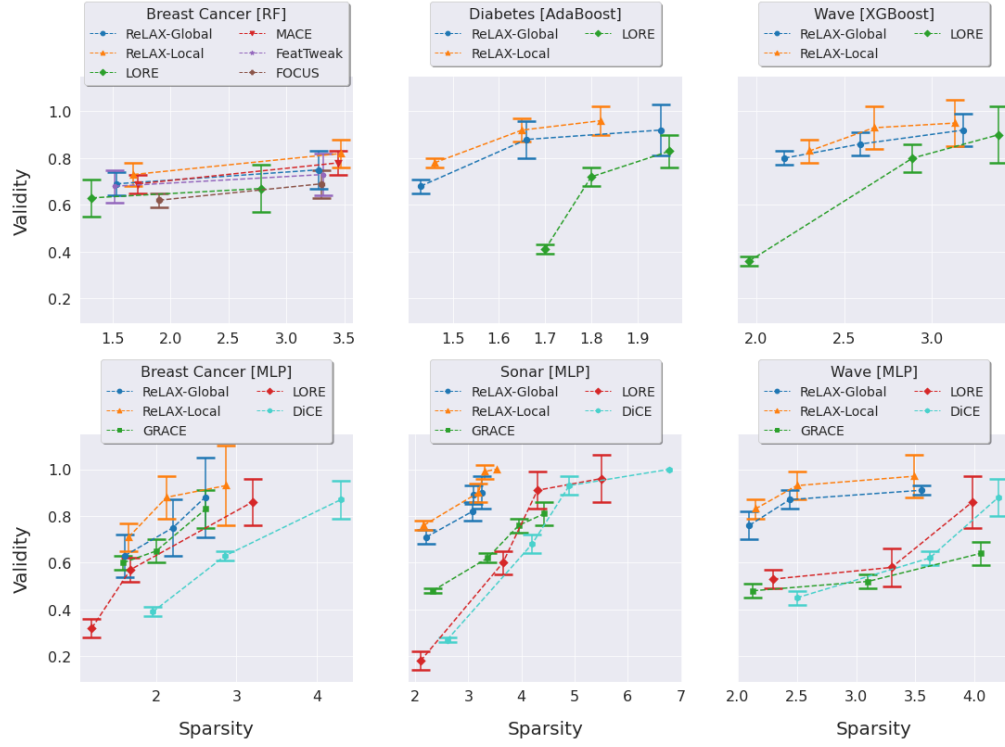 Breast Cancer [RF]
ReLAX-Global
ReLAX-Local
LORE
MACE
FeatTweak
FOCUS
Diabetes [AdaBoost]
ReLAX-Global
ReLAX-Local
LORE
Wave [XGBoost]
ReLAX-Global
ReLAX-Local
LORE
Validity
1.0
0.8
0.6
0.4
0.2
1.5 2.0 2.5 3.0 3.5
1.5 1.6 1.7 1.8 1.9
2.0 3.0
Breast Cancer [MLP]
ReLAX-Global
ReLAX-Local
GRACE
LORE
DiCE
Sonar [MLP]
ReLAX-Global
ReLAX-Local
GRACE
LORE
DiCE
Wave [MLP]
ReLAX-Global
ReLAX-Local
GRACE
LORE
DiCE
Validity
1.0
0.8
0.6
0.4
0.2
2 3 4
2 3 4 5 6 7
2.0 2.5 3.0 3.5 4.0
Sparsity
Sparsity
Sparsity